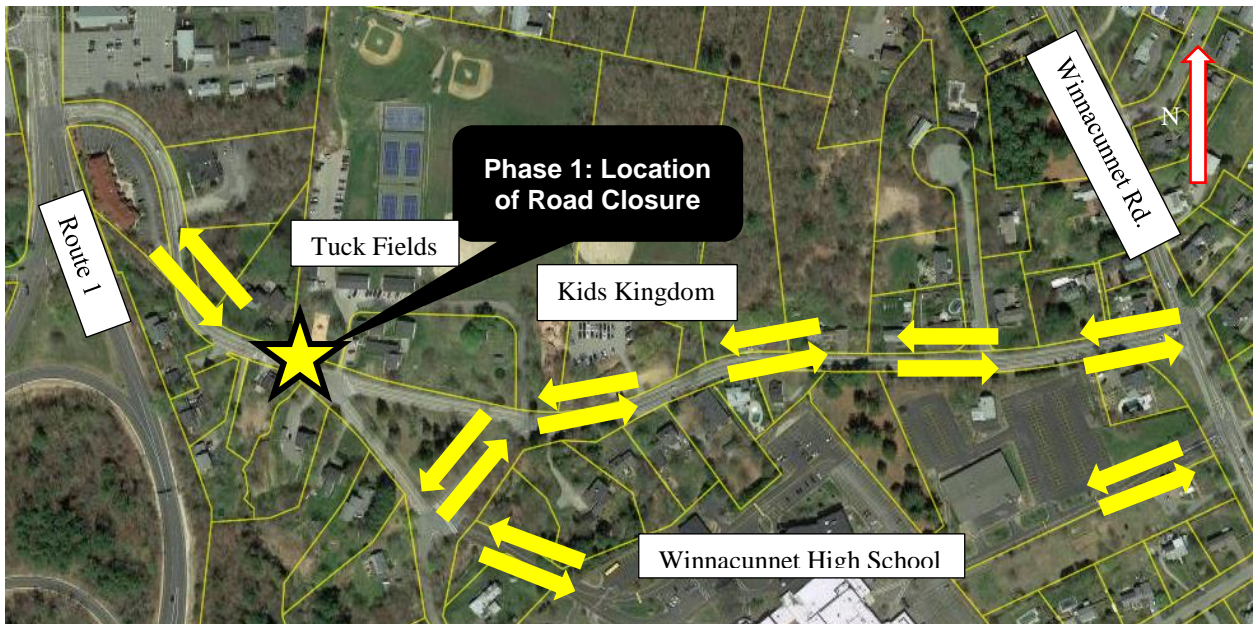 Phase 1: Location
of Road Closure
Route 1
Tuck Fields
Kids Kingdom
Winnacunnet Rd.
N
Winnacunnet High School